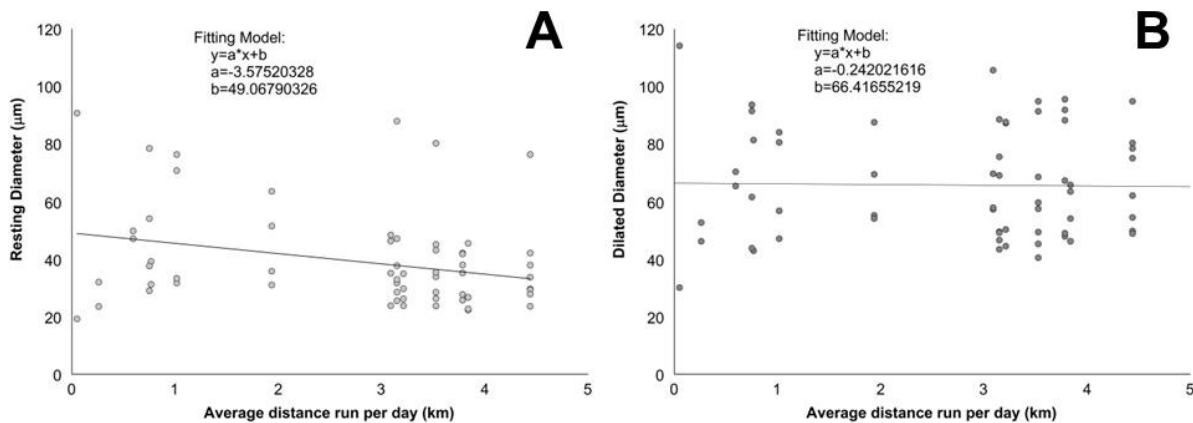 A
Fitting Model:
y=a*x+b
a=-3.57520328
b=49.06790326
Resting Diameter (μm)
120
100
80
60
40
20
0
0 1 2 3 4 5
Average distance run per day (km)
B
Fitting Model:
y=a*x+b
a=-0.242021616
b=66.41655219
Dilated Diameter (μm)
120
100
80
60
40
20
0
0 1 2 3 4 5
Average distance run per day (km)